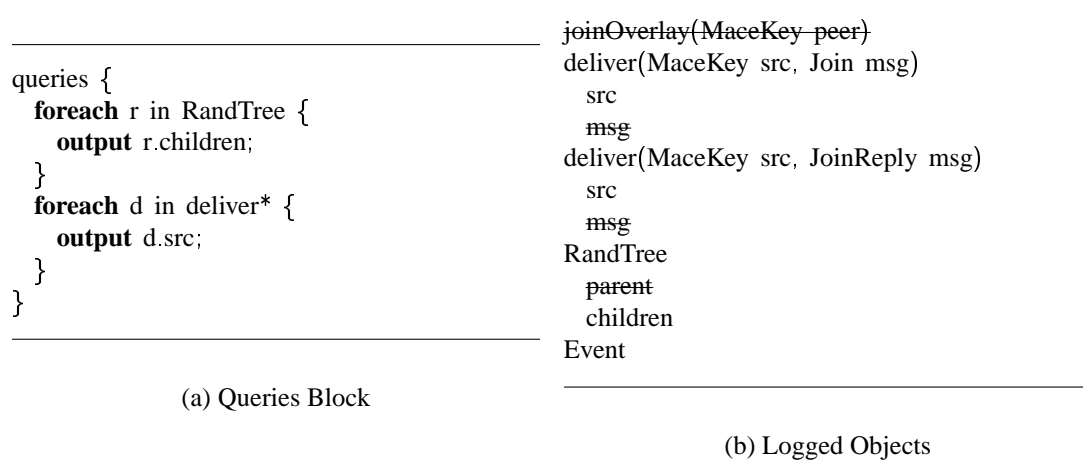 queries {
foreach r in RandTree {
output r.children;
}
foreach d in deliver* {
output d.src;
}
}
(a) Queries Block
joinOverlay(MaceKey peer)
deliver(MaceKey src, Join msg)
src
msg
deliver(MaceKey src, JoinReply msg)
src
msg
RandTree
parent
children
Event
(b) Logged Objects